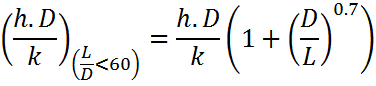 (h.D/k)_(L/D<60) = h.D/k (1 + (D/L)^0.7)